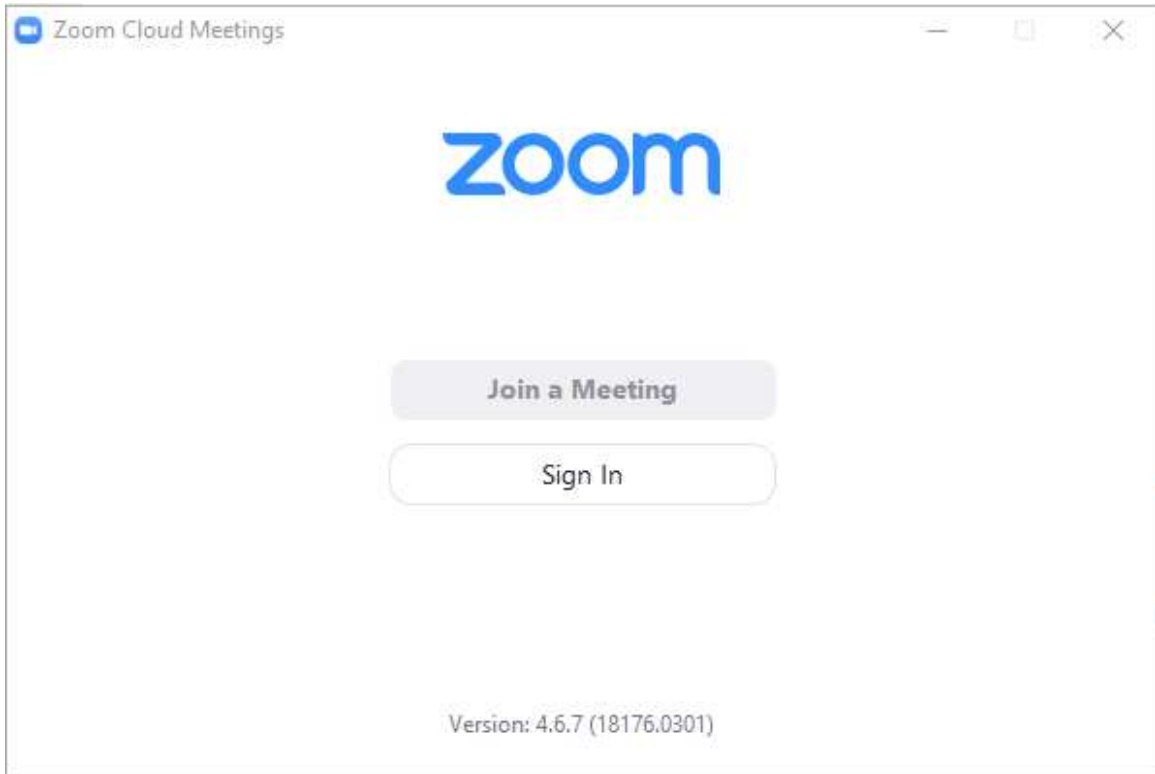 Zoom Cloud Meetings
zoom
Join a Meeting
Sign In
Version: 4.6.7 (18176.0301)